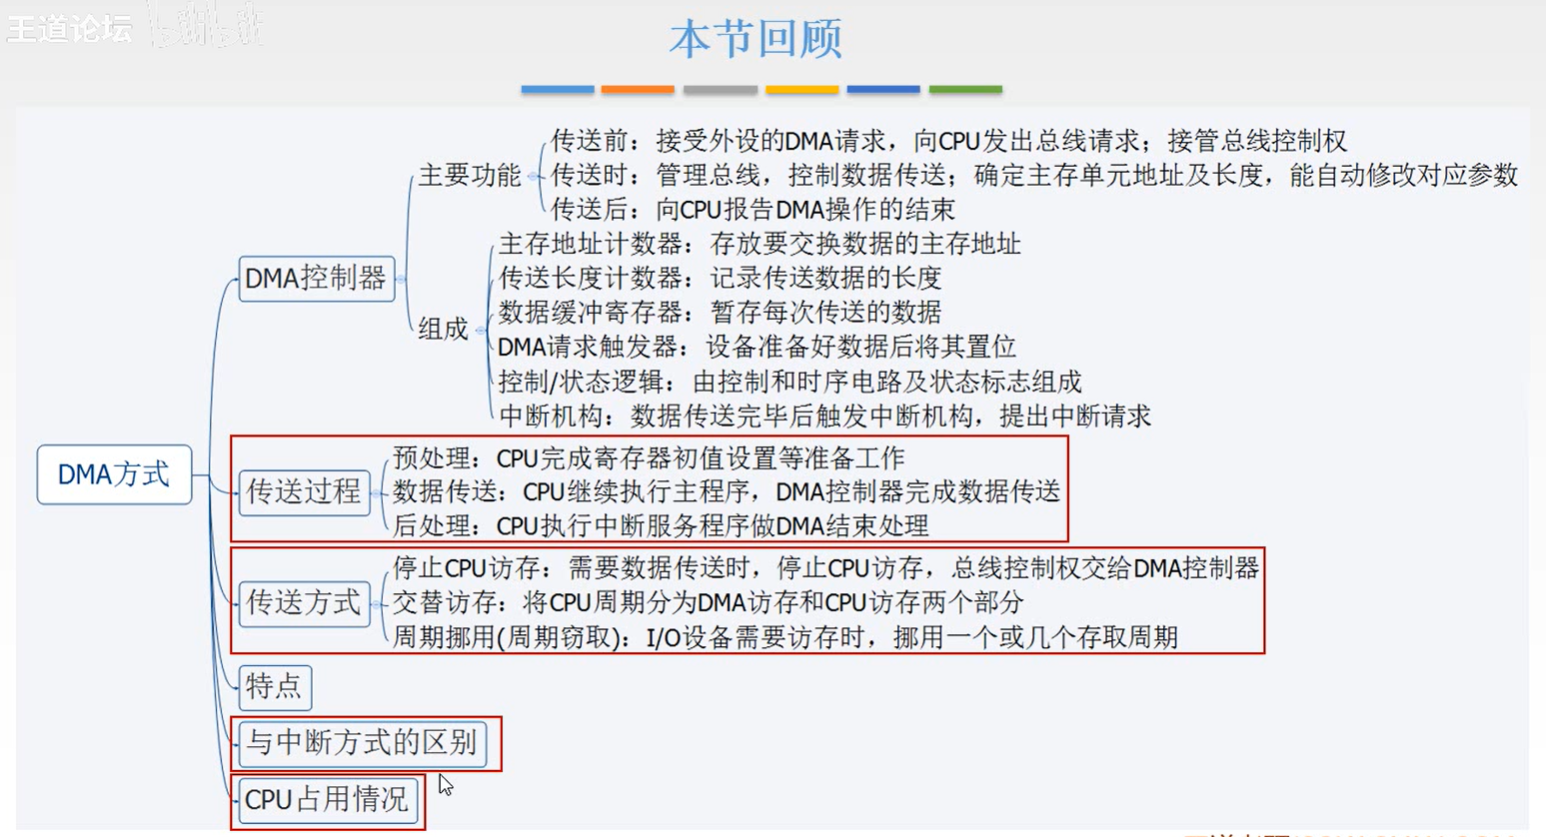 王道论坛
bilibili
本节回顾
传送前：接受外设的DMA请求，向CPU发出总线请求；接管总线控制权
主要功能
传送时：管理总线，控制数据传送；确定主存单元地址及长度，能自动修改对应参数
传送后：向CPU报告DMA操作的结束
DMA控制器
主存地址计数器：存放要交换数据的主存地址
传送长度计数器：记录传送数据的长度
数据缓冲寄存器：暂存每次传送的数据
组成
DMA请求触发器：设备准备好数据后将其置位
控制/状态逻辑：由控制和时序电路及状态标志组成
中断机构：数据传送完毕后触发中断机构，提出中断请求
DMA方式
预处理：CPU完成寄存器初值设置等准备工作
传送过程
数据传送：CPU继续执行主程序，DMA控制器完成数据传送
后处理：CPU执行中断服务程序做DMA结束处理
停止CPU访存：需要数据传送时，停止CPU访存，总线控制权交给DMA控制器
传送方式
交替访存：将CPU周期分为DMA访存和CPU访存两个部分
周期挪用(周期窃取)：I/O设备需要访存时，挪用一个或几个存取周期
特点
与中断方式的区别
CPU占用情况